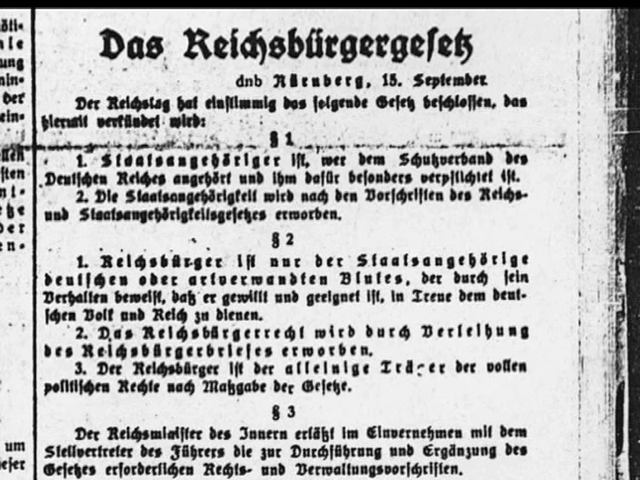 Das Reichsbürgergesetz
dnb Nürnberg, 15. September
Der Reichstag hat einstimmig das folgende Gesetz beschlossen, das
hiermit verkündet wird:
§ 1
1. Staatsangehöriger ist, wer dem Schutzverband des
Deutschen Reiches angehört und ihm dafür besonders verpflichtet ist.
2. Die Staatsangehörigkeit wird nach den Vorschriften des Reichs-
und Staatsangehörigkeitsgesetzes erworben.
§ 2
1. Reichsbürger ist nur der Staatsangehörige
deutschen oder artverwandten Blutes, der durch sein
Verhalten beweist, daß er gewillt und geeignet ist, in Treue dem deut-
schen Volk und Reich zu dienen.
2. Das Reichsbürgerrecht wird durch Verleihung
des Reichsbürgerbriefes erworben.
3. Der Reichsbürger ist der alleinige Träger der vollen
politischen Rechte nach Maßgabe der Gesetze.
§ 3
Der Reichsminister des Innern erläßt im Einvernehmen mit dem
Stellvertreter des Führers die zur Durchführung und Ergänzung des
Gesetzes erforderlichen Rechts- und Verwaltungsvorschriften.
um